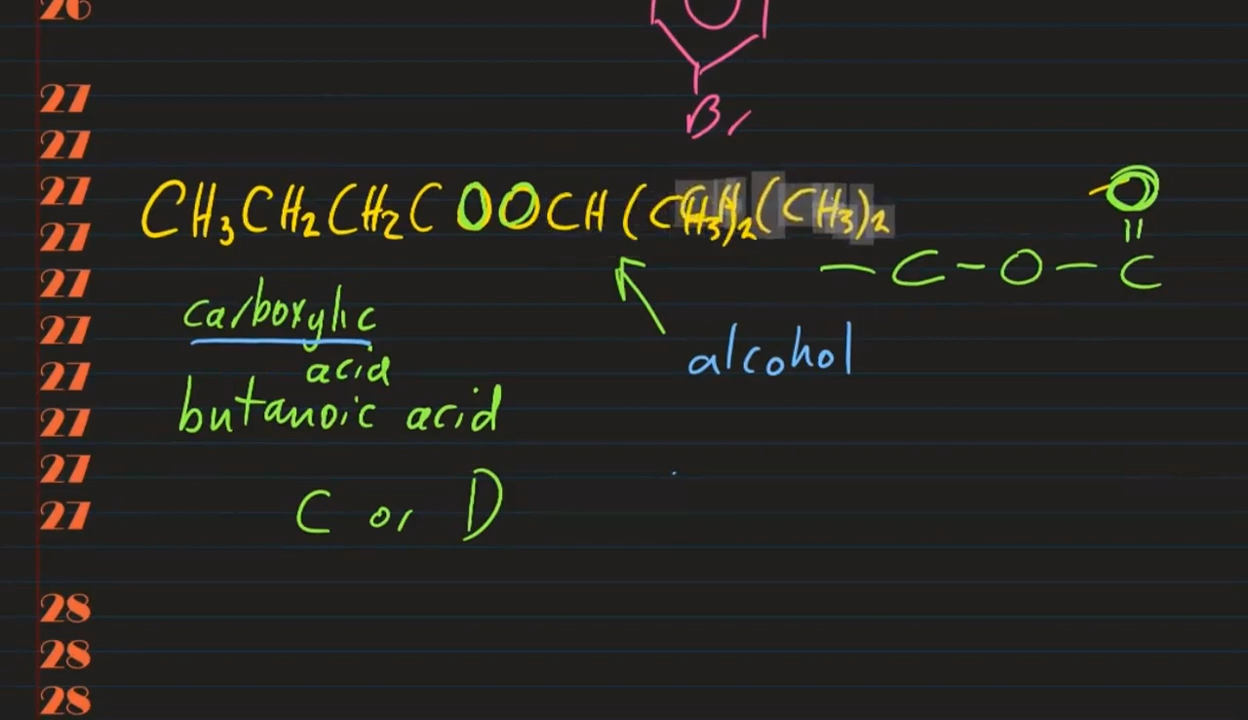 26
Br
27
27
27
CH3CH2CH2COOCH(CH3)2(CH3)2
27
O
||
27
— C — O — C
carboxylic
27
alcohol
27
acid
27
butanoic acid
27
27
C or D
28
28
28